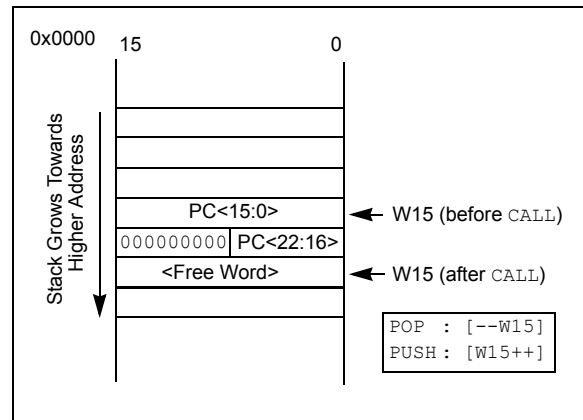 0x0000
15 0
Stack Grows Towards
Higher Address
PC<15:0>
W15 (before CALL)
000000000 PC<22:16>
<Free Word>
W15 (after CALL)
POP : [--W15]
PUSH : [W15++]